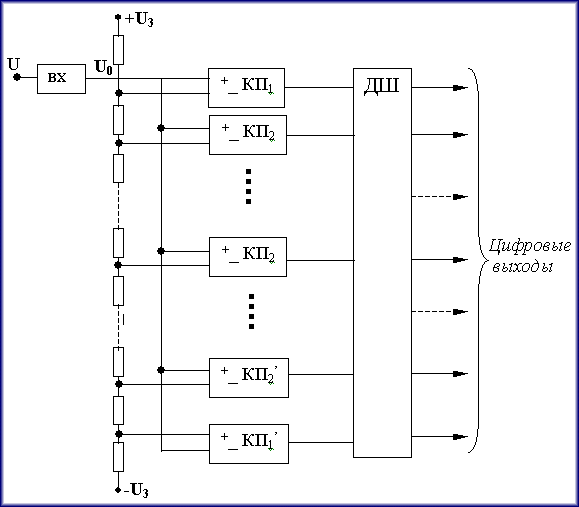 +U3
U
ВХ
U0
+
− КП1
ДШ
+
− КП2
+
− КП2
Цифровые
выходы
+
− КП2’
+
− КП1’
-U3